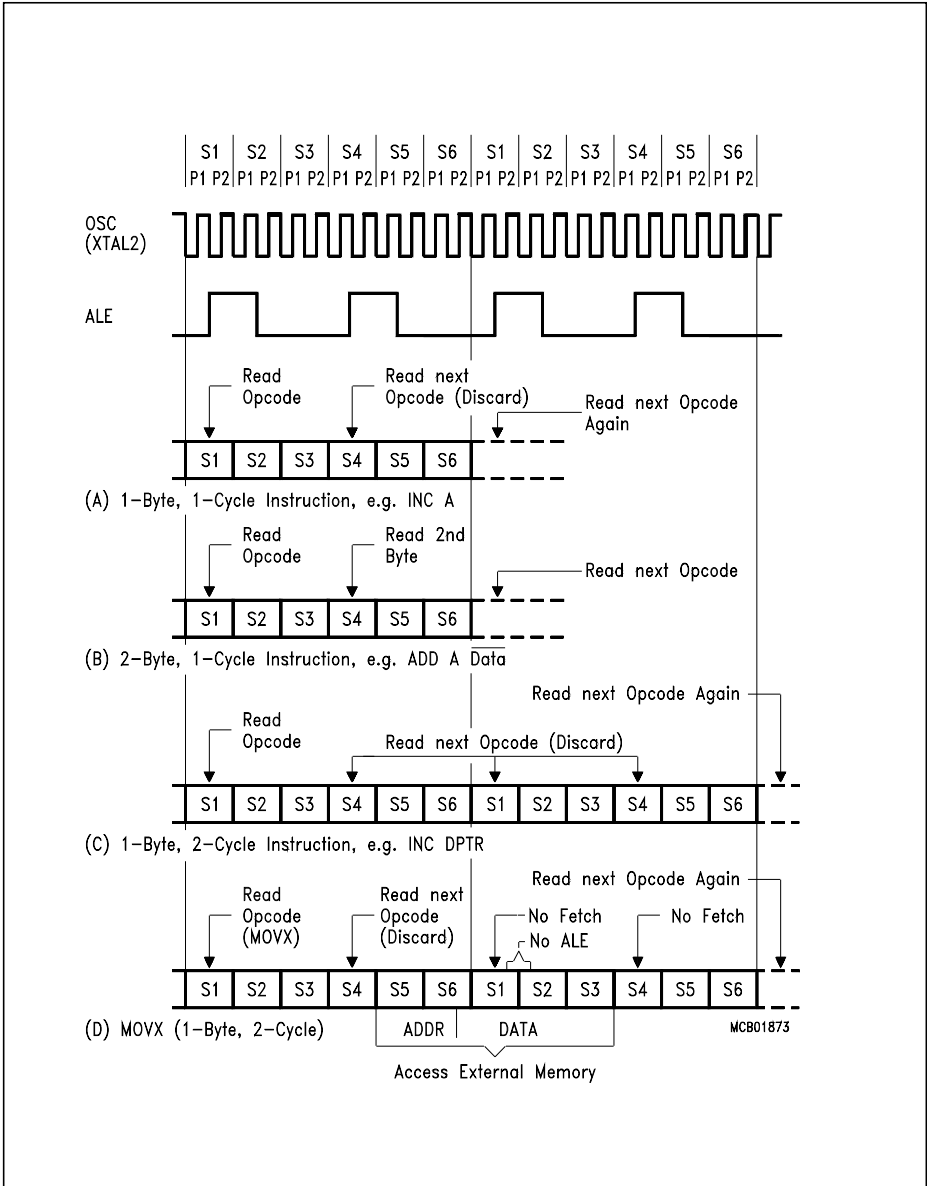 S1 S2 S3 S4 S5 S6 S1 S2 S3 S4 S5 S6
P1 P2 P1 P2 P1 P2 P1 P2 P1 P2 P1 P2 P1 P2 P1 P2 P1 P2 P1 P2 P1 P2 P1 P2
OSC
(XTAL2)
ALE
Read
Opcode
Read next
Opcode (Discard)
Read next Opcode
Again
S1 S2 S3 S4 S5 S6
(A) 1-Byte, 1-Cycle Instruction, e.g. INC A
Read
Opcode
Read 2nd
Byte
Read next Opcode
S1 S2 S3 S4 S5 S6
(B) 2-Byte, 1-Cycle Instruction, e.g. ADD A Data
Read next Opcode Again
Read
Opcode
Read next Opcode (Discard)
S1 S2 S3 S4 S5 S6 S1 S2 S3 S4 S5 S6
(C) 1-Byte, 2-Cycle Instruction, e.g. INC DPTR
Read next Opcode Again
Read
Opcode
(MOVX)
Read next
Opcode
(Discard)
No Fetch
No ALE
No Fetch
S1 S2 S3 S4 S5 S6 S1 S2 S3 S4 S5 S6
(D) MOVX (1-Byte, 2-Cycle)
ADDR DATA
MCB01873
Access External Memory